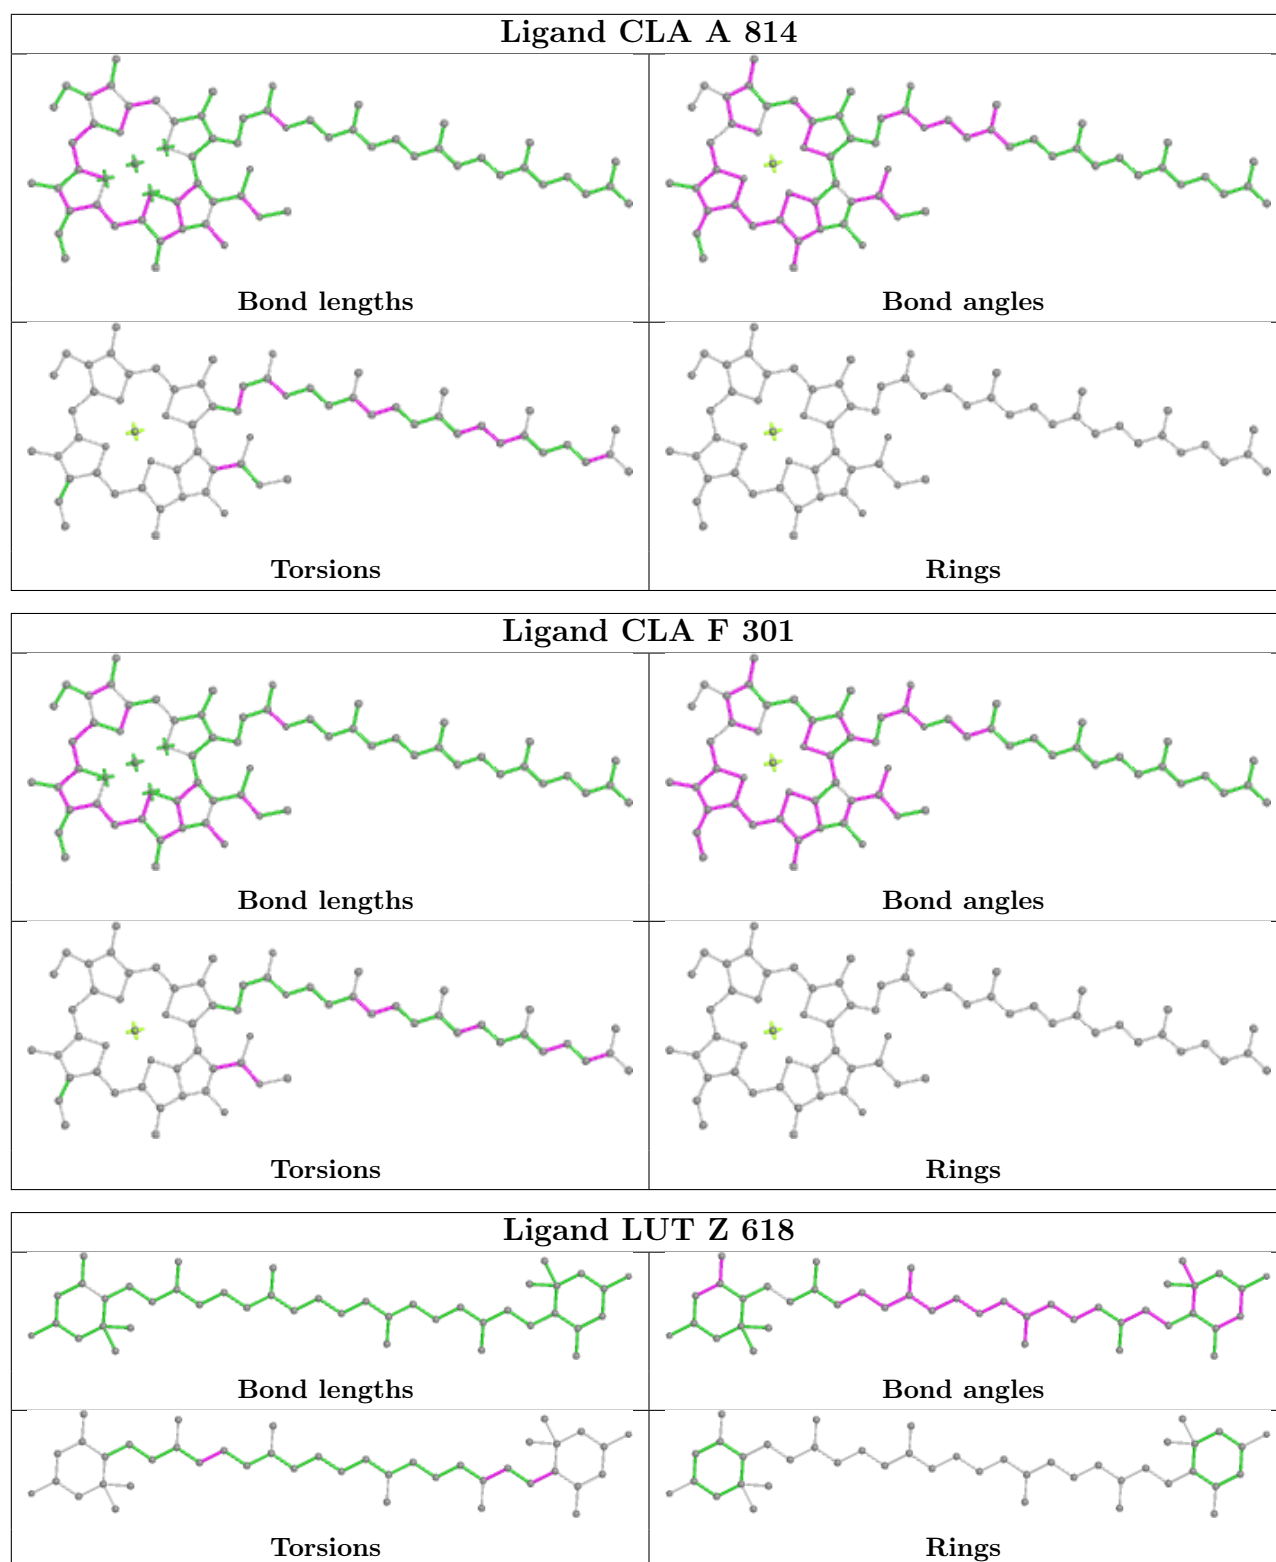 Ligand CLA A 814
Bond lengths
Bond angles
Torsions
Rings
Ligand CLA F 301
Bond lengths
Bond angles
Torsions
Rings
Ligand LUT Z 618
Bond lengths
Bond angles
Torsions
Rings